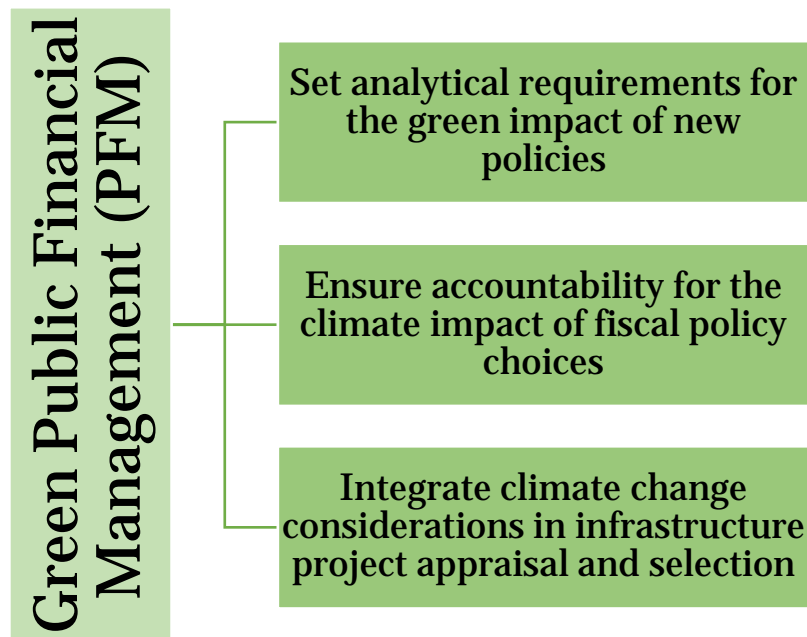 Green Public Financial
Management (PFM)
Set analytical requirements for
the green impact of new
policies
Ensure accountability for the
climate impact of fiscal policy
choices
Integrate climate change
considerations in infrastructure
project appraisal and selection